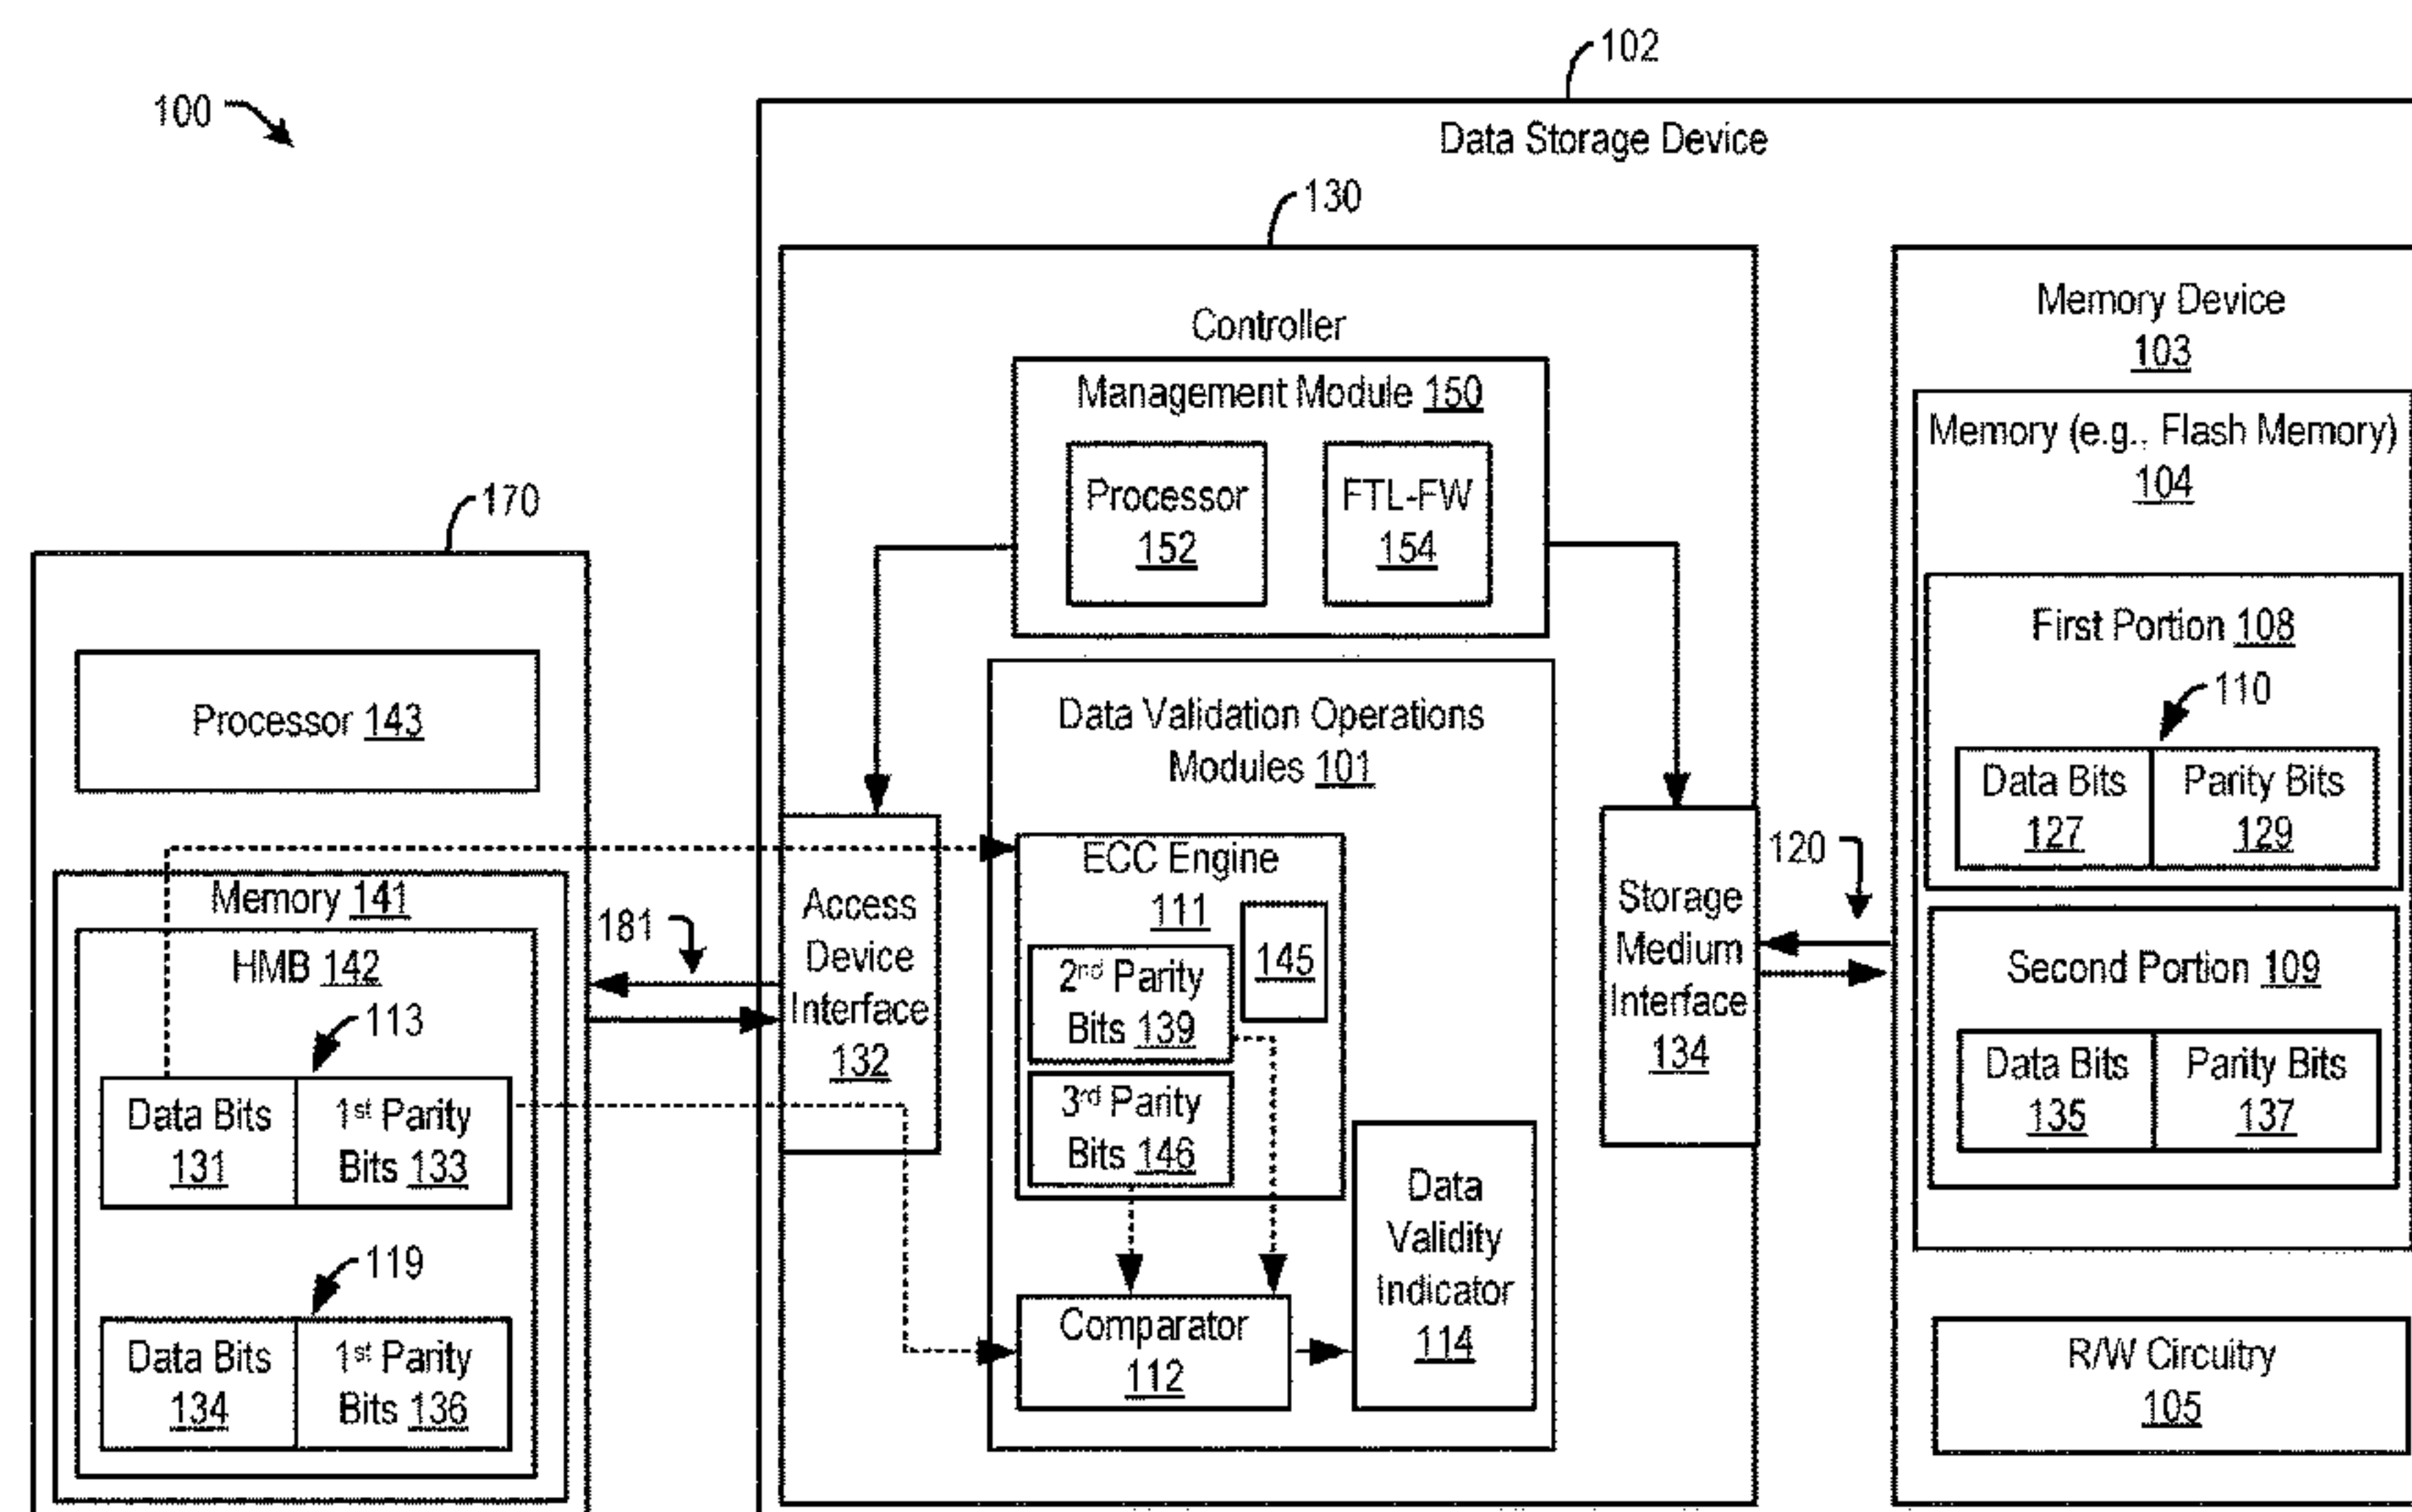 100
102
Data Storage Device
130
Controller
Management Module 150
Processor
152
FTL-FW
154
170
Processor 143
Memory 141
HMB 142
113
Data Bits
131
1st Parity
Bits 133
119
Data Bits
134
1st Parity
Bits 136
181
Access
Device
Interface
132
Data Validation Operations
Modules 101
ECC Engine
111
145
2nd Parity
Bits 139
3rd Parity
Bits 146
Comparator
112
Data
Validity
Indicator
114
Storage
Medium
Interface
134
120
Memory Device
103
Memory (e.g., Flash Memory)
104
First Portion 108
110
Data Bits
127
Parity Bits
129
Second Portion 109
Data Bits
135
Parity Bits
137
R/W Circuitry
105